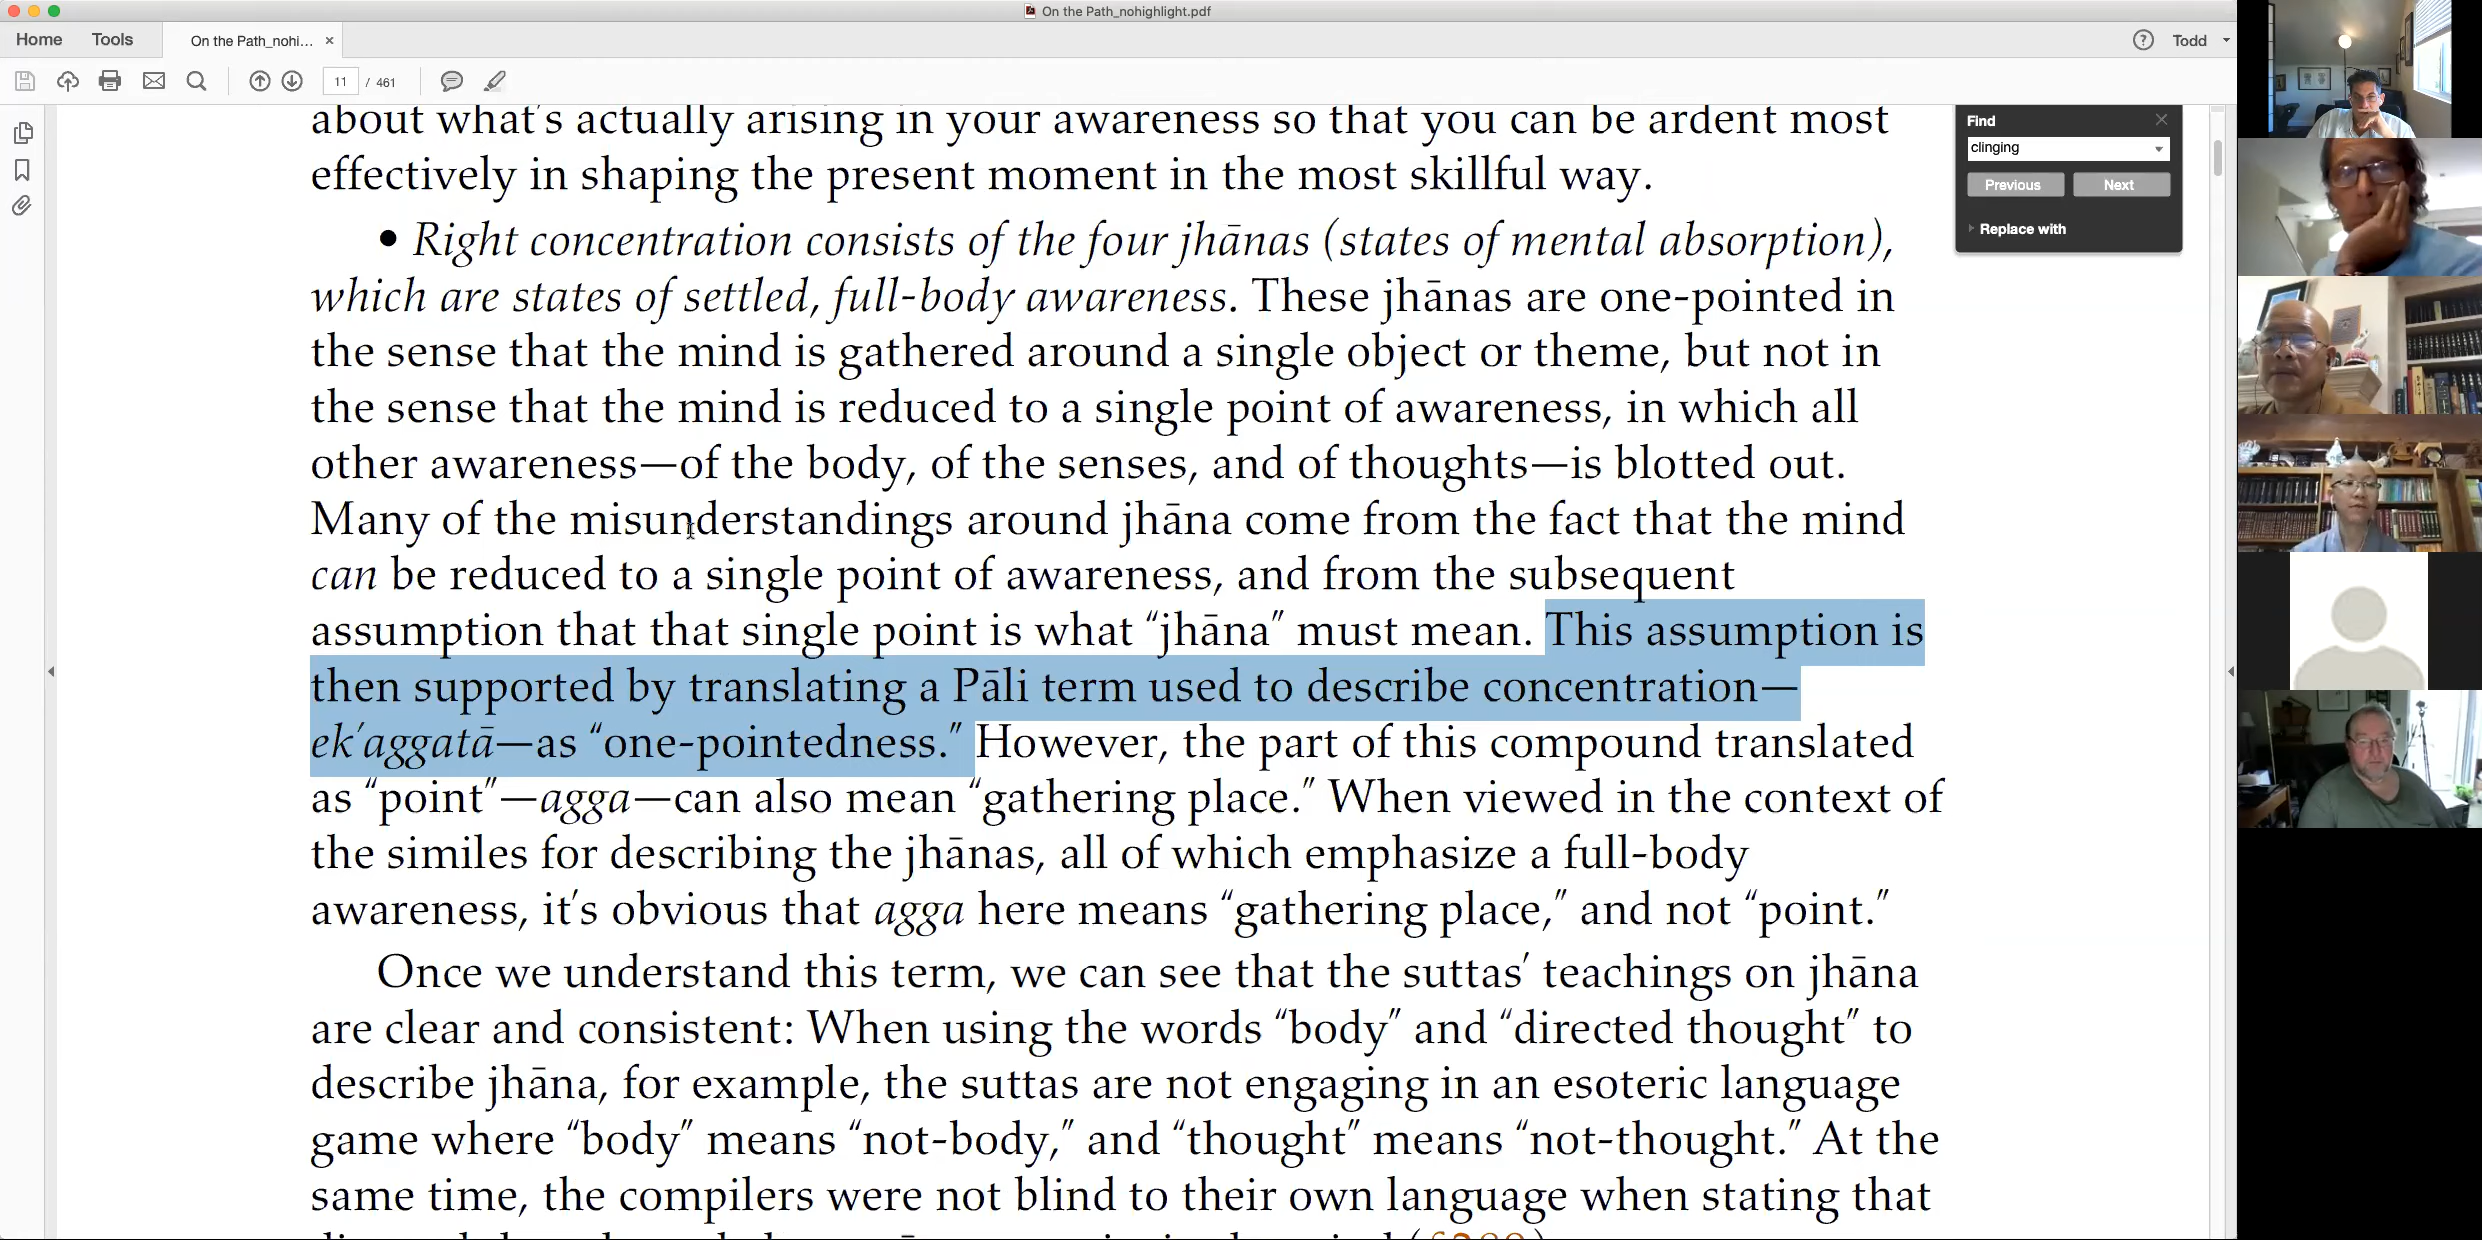 On the Path_nohighlight.pdf
Home Tools On the Path_nohi... × Todd
11 / 461
about what's actually arising in your awareness so that you can be ardent most
effectively in shaping the present moment in the most skillful way.
• Right concentration consists of the four jhānas (states of mental absorption),
which are states of settled, full-body awareness. These jhānas are one-pointed in
the sense that the mind is gathered around a single object or theme, but not in
the sense that the mind is reduced to a single point of awareness, in which all
other awareness—of the body, of the senses, and of thoughts—is blotted out.
Many of the misunderstandings around jhāna come from the fact that the mind
can be reduced to a single point of awareness, and from the subsequent
assumption that that single point is what “jhāna” must mean. This assumption is
then supported by translating a Pāli term used to describe concentration—
ek’aggatā—as “one-pointedness.” However, the part of this compound translated
as “point”—agga—can also mean “gathering place.” When viewed in the context of
the similes for describing the jhānas, all of which emphasize a full-body
awareness, it’s obvious that agga here means “gathering place,” and not “point.”
Once we understand this term, we can see that the suttas’ teachings on jhāna
are clear and consistent: When using the words “body” and “directed thought” to
describe jhāna, for example, the suttas are not engaging in an esoteric language
game where “body” means “not-body,” and “thought” means “not-thought.” At the
same time, the compilers were not blind to their own language when stating that
Find
clinging
Previous Next
Replace with